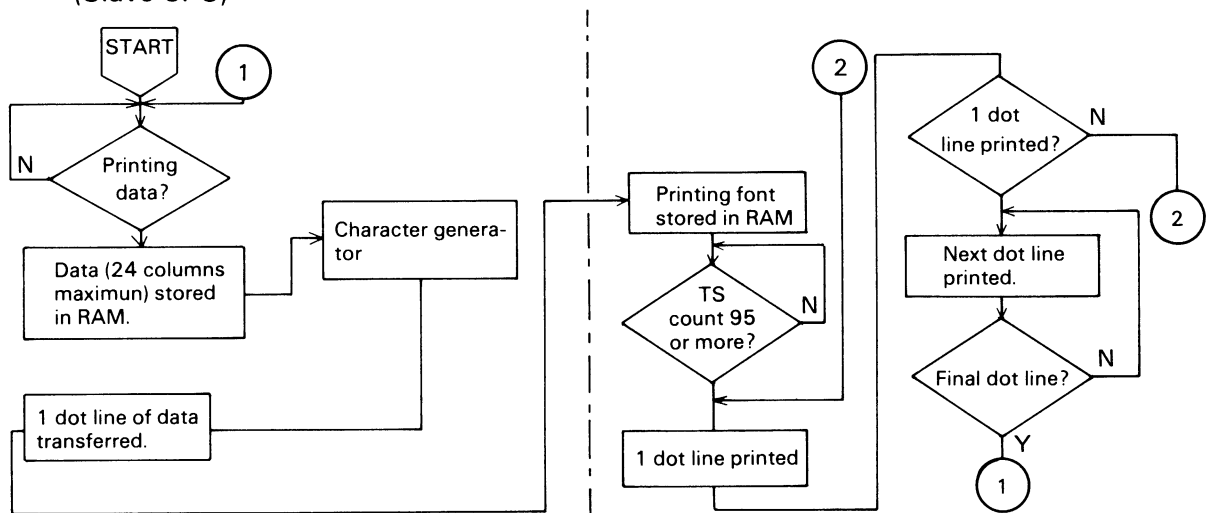 START
1
N
Printing
data?
Data (24 columns
maximun) stored
in RAM.
Character genera-
tor
1 dot line of data
transferred.
2
Printing font
stored in RAM
TS
count 95
or more?
N
1 dot line printed
1 dot
line printed?
N
2
Next dot line
printed.
Final dot line?
N
Y
1